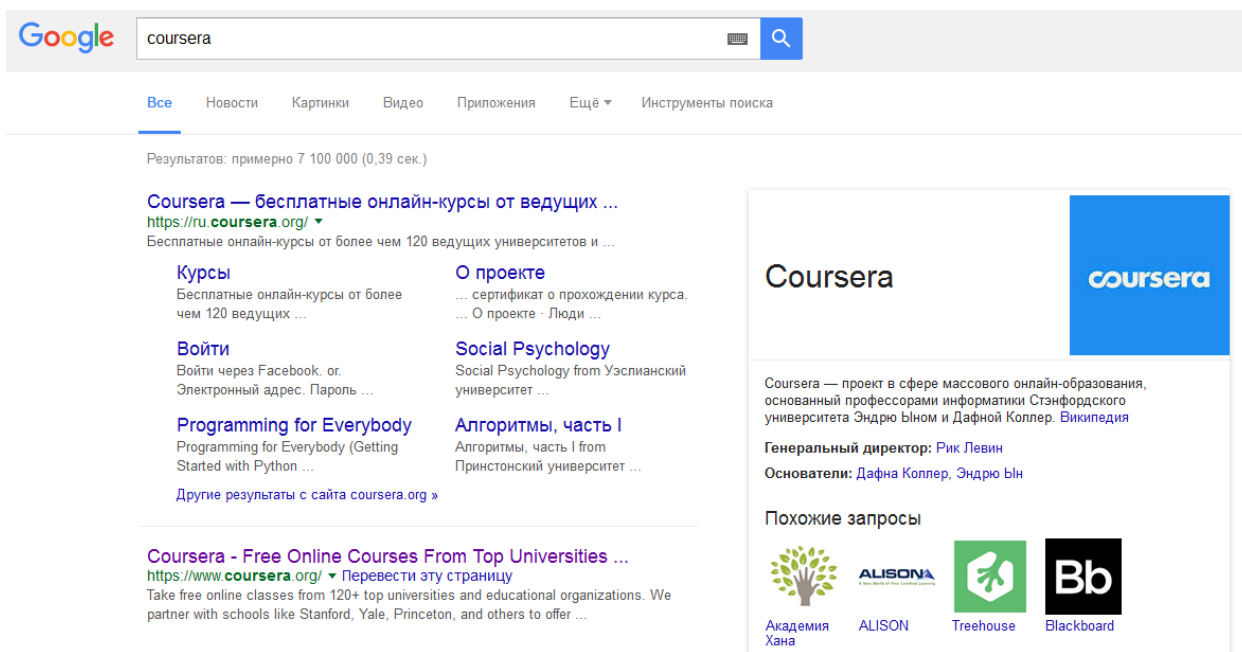 Google
coursera
Все Новости Картинки Видео Приложения Ещё Инструменты поиска
Результатов: примерно 7 100 000 (0,39 сек.)
Coursera — бесплатные онлайн-курсы от ведущих ...
https://ru.coursera.org/
Бесплатные онлайн-курсы от более чем 120 ведущих университетов и ...
Курсы
Бесплатные онлайн-курсы от более
чем 120 ведущих ...
О проекте
... сертификат о прохождении курса.
... О проекте · Люди ...
Войти
Войти через Facebook. or.
Электронный адрес. Пароль ...
Social Psychology
Social Psychology from Уэслианский
университет ...
Programming for Everybody
Programming for Everybody (Getting
Started with Python ...
Алгоритмы, часть I
Алгоритмы, часть I from
Принстонский университет ...
Другие результаты с сайта coursera.org »
Coursera - Free Online Courses From Top Universities ...
https://www.coursera.org/ Перевести эту страницу
Take free online classes from 120+ top universities and educational organizations. We
partner with schools like Stanford, Yale, Princeton, and others to offer ...
Coursera
coursera
Coursera — проект в сфере массового онлайн-образования,
основанный профессорами информатики Стэнфордского
университета Эндрю Ыном и Дафной Коллер. Википедия
Генеральный директор: Рик Левин
Основатели: Дафна Коллер, Эндрю Ын
Похожие запросы
ALISON
Bb
Академия
Хана
ALISON
Treehouse
Blackboard